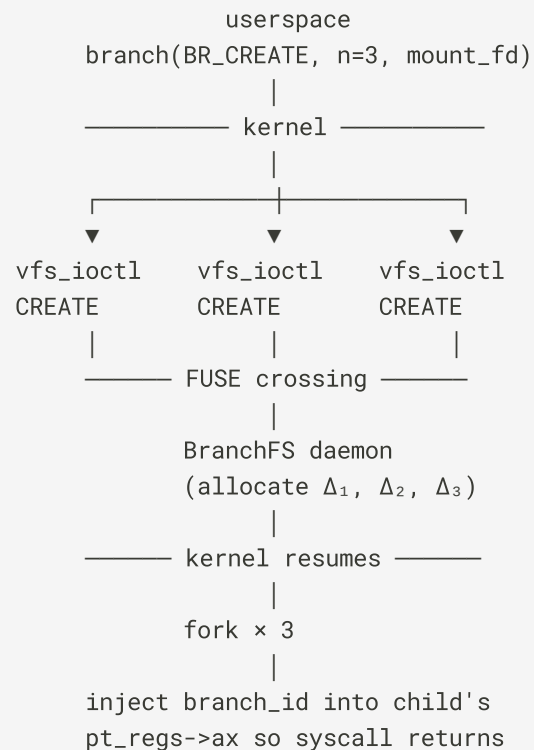 userspace
branch(BR_CREATE, n=3, mount_fd)
kernel
vfs_ioctl vfs_ioctl vfs_ioctl
CREATE CREATE CREATE
FUSE crossing
BranchFS daemon
(allocate Δ₁, Δ₂, Δ₃)
kernel resumes
fork × 3
inject branch_id into child's
pt_regs->ax so syscall returns